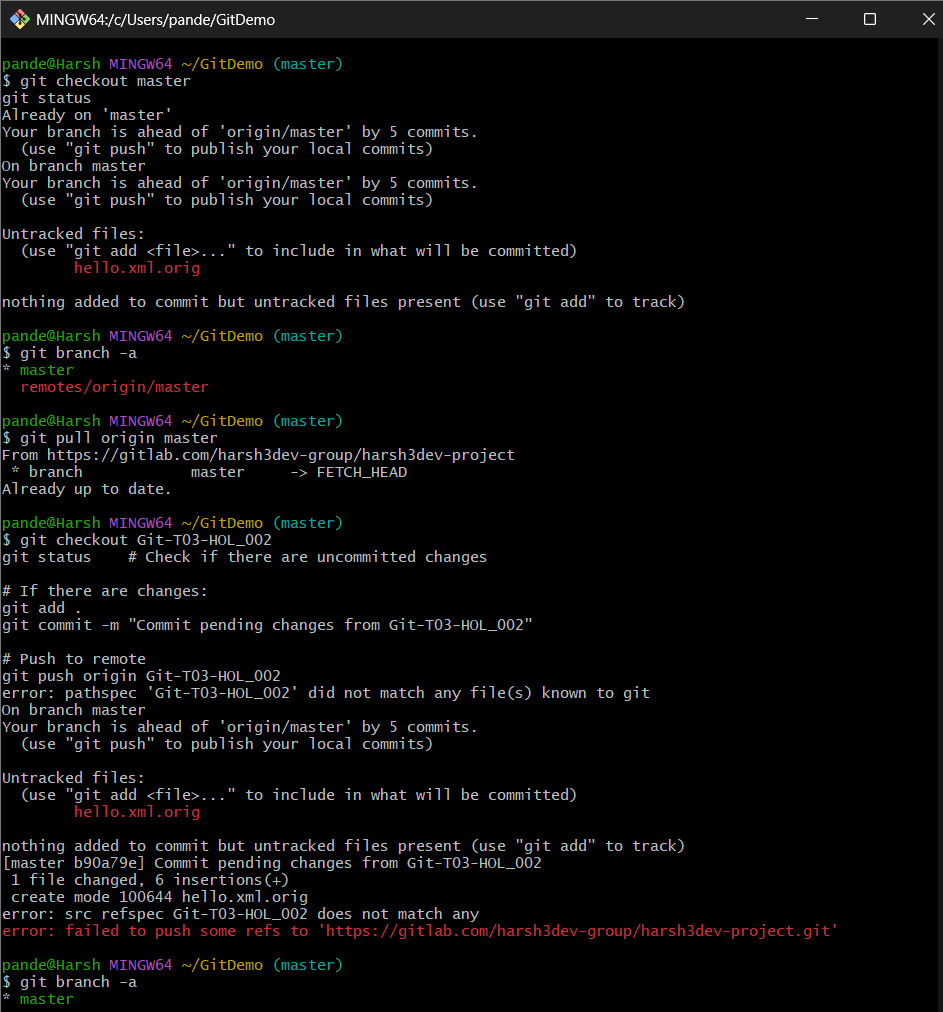 MINGW64:/c/Users/pande/GitDemo
pande@Harsh MINGW64 ~/GitDemo (master)
$ git checkout master
git status
Already on 'master'
Your branch is ahead of 'origin/master' by 5 commits.
  (use "git push" to publish your local commits)
On branch master
Your branch is ahead of 'origin/master' by 5 commits.
  (use "git push" to publish your local commits)

Untracked files:
  (use "git add <file>..." to include in what will be committed)
        hello.xml.orig

nothing added to commit but untracked files present (use "git add" to track)

pande@Harsh MINGW64 ~/GitDemo (master)
$ git branch -a
* master
  remotes/origin/master

pande@Harsh MINGW64 ~/GitDemo (master)
$ git pull origin master
From https://gitlab.com/harsh3dev-group/harsh3dev-project
 * branch            master     -> FETCH_HEAD
Already up to date.

pande@Harsh MINGW64 ~/GitDemo (master)
$ git checkout Git-T03-HOL_002
git status    # Check if there are uncommitted changes

# If there are changes:
git add .
git commit -m "Commit pending changes from Git-T03-HOL_002"

# Push to remote
git push origin Git-T03-HOL_002
error: pathspec 'Git-T03-HOL_002' did not match any file(s) known to git
On branch master
Your branch is ahead of 'origin/master' by 5 commits.
  (use "git push" to publish your local commits)

Untracked files:
  (use "git add <file>..." to include in what will be committed)
        hello.xml.orig

nothing added to commit but untracked files present (use "git add" to track)
[master b90a79e] Commit pending changes from Git-T03-HOL_002
 1 file changed, 6 insertions(+)
 create mode 100644 hello.xml.orig
error: src refspec Git-T03-HOL_002 does not match any
error: failed to push some refs to 'https://gitlab.com/harsh3dev-group/harsh3dev-project.git'

pande@Harsh MINGW64 ~/GitDemo (master)
$ git branch -a
* master